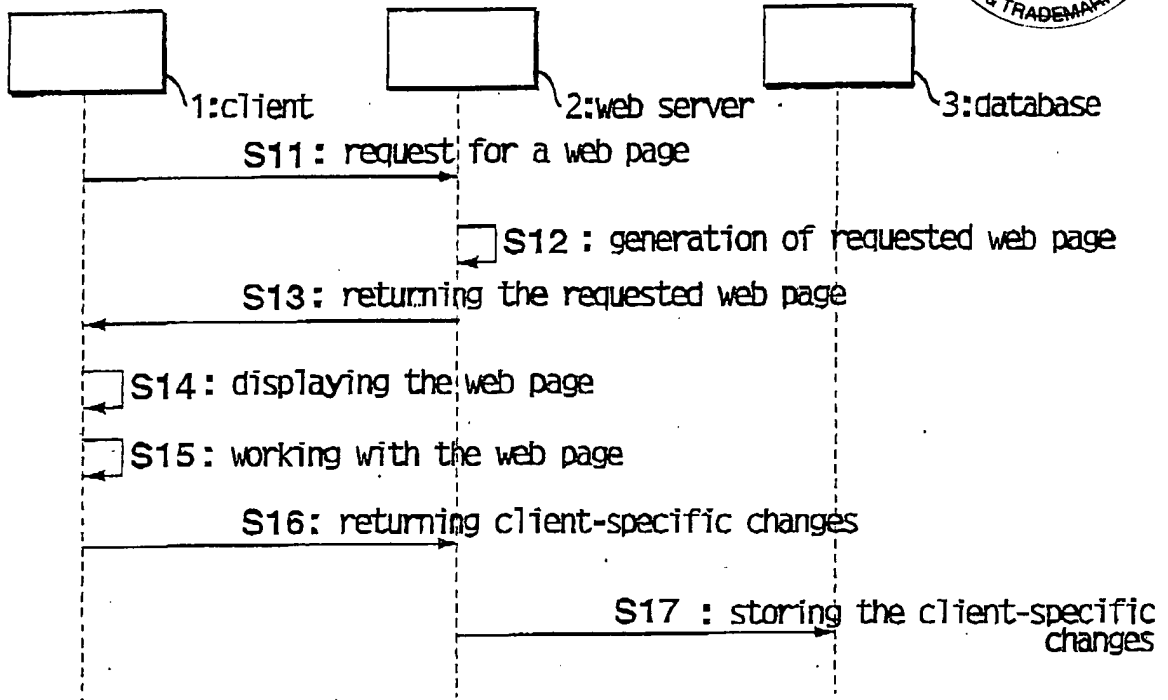 & TRADEMAR
1:client
2:web server
3:database
S11: request for a web page
S12 : generation of requested web page
S13: returning the requested web page
S14: displaying the web page
S15: working with the web page
S16: returning client-specific changes
S17 : storing the client-specific
changes